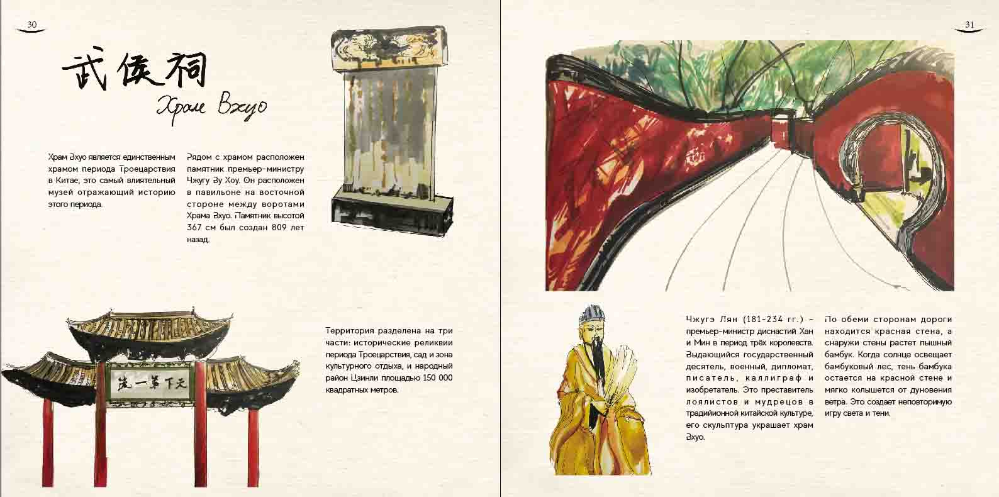 30
武侯祠
Храм Вхуо
Храм Вхуо является единственным
храмом периода Троецарствия
в Китае, это самый влиятельный
музей отражающий историю
этого периода.
Рядом с храмом расположен
памятник премьер-министру
Чжугу Ву Хоу. Он расположен
в павильоне на восточной
стороне между воротами
Храма Вхуо. Памятник высотой
367 см был создан 809 лет
назад.
流一第下天
Территория разделена на три
части: исторические реликвии
периода Троецарствия, сад и зона
культурного отдыха, и народный
район Цзинли площадью 150 000
квадратных метров.
31
Чжугэ Лян (181-234 гг.) –
премьер-министр диснастий Хан
и Мин в период трёх королевств.
Выдающийся государственный
десятель, военный, дипломат,
писатель, каллиграф и
изобретатель. Это преставитель
лоялистов и мудрецов в
традийионной китайской культуре,
его скульптура украшает храм
Вхуо.
По обеми сторонам дороги
находится красная стена, а
снаружи стены растет пышный
бамбук. Когда солнце освещает
бамбуковый лес, тень бамбука
остается на красной стене и
мягко колышется от дуновения
ветра. Это создает неповторимую
игру света и тени.